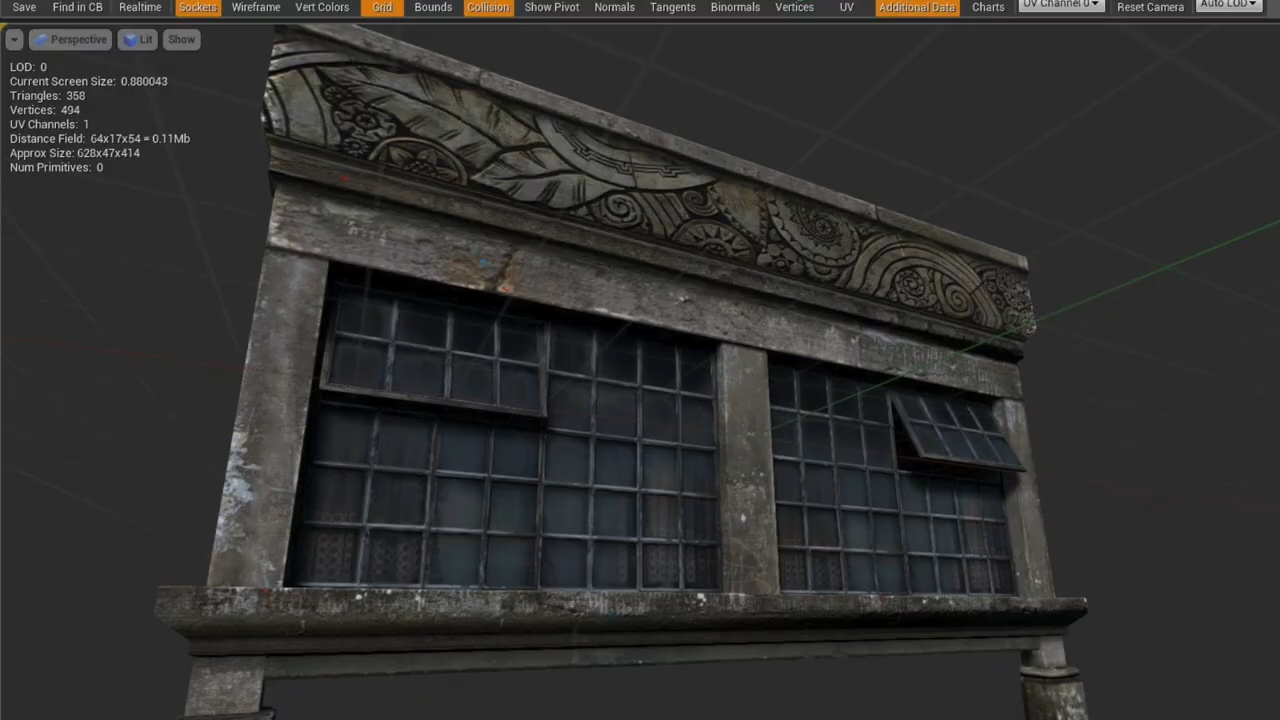 Save Find in CB Realtime Sockets Wireframe Vert Colors Grid Bounds Collision Show Pivot Normals Tangents Binormals Vertices UV Additional Data Charts UV Channel 0 Reset Camera Auto LOD
Perspective Lit Show
LOD: 0
Current Screen Size: 0.880043
Triangles: 358
Vertices: 494
UV Channels: 1
Distance Field: 64x17x54 = 0.11Mb
Approx Size: 628x47x414
Num Primitives: 0